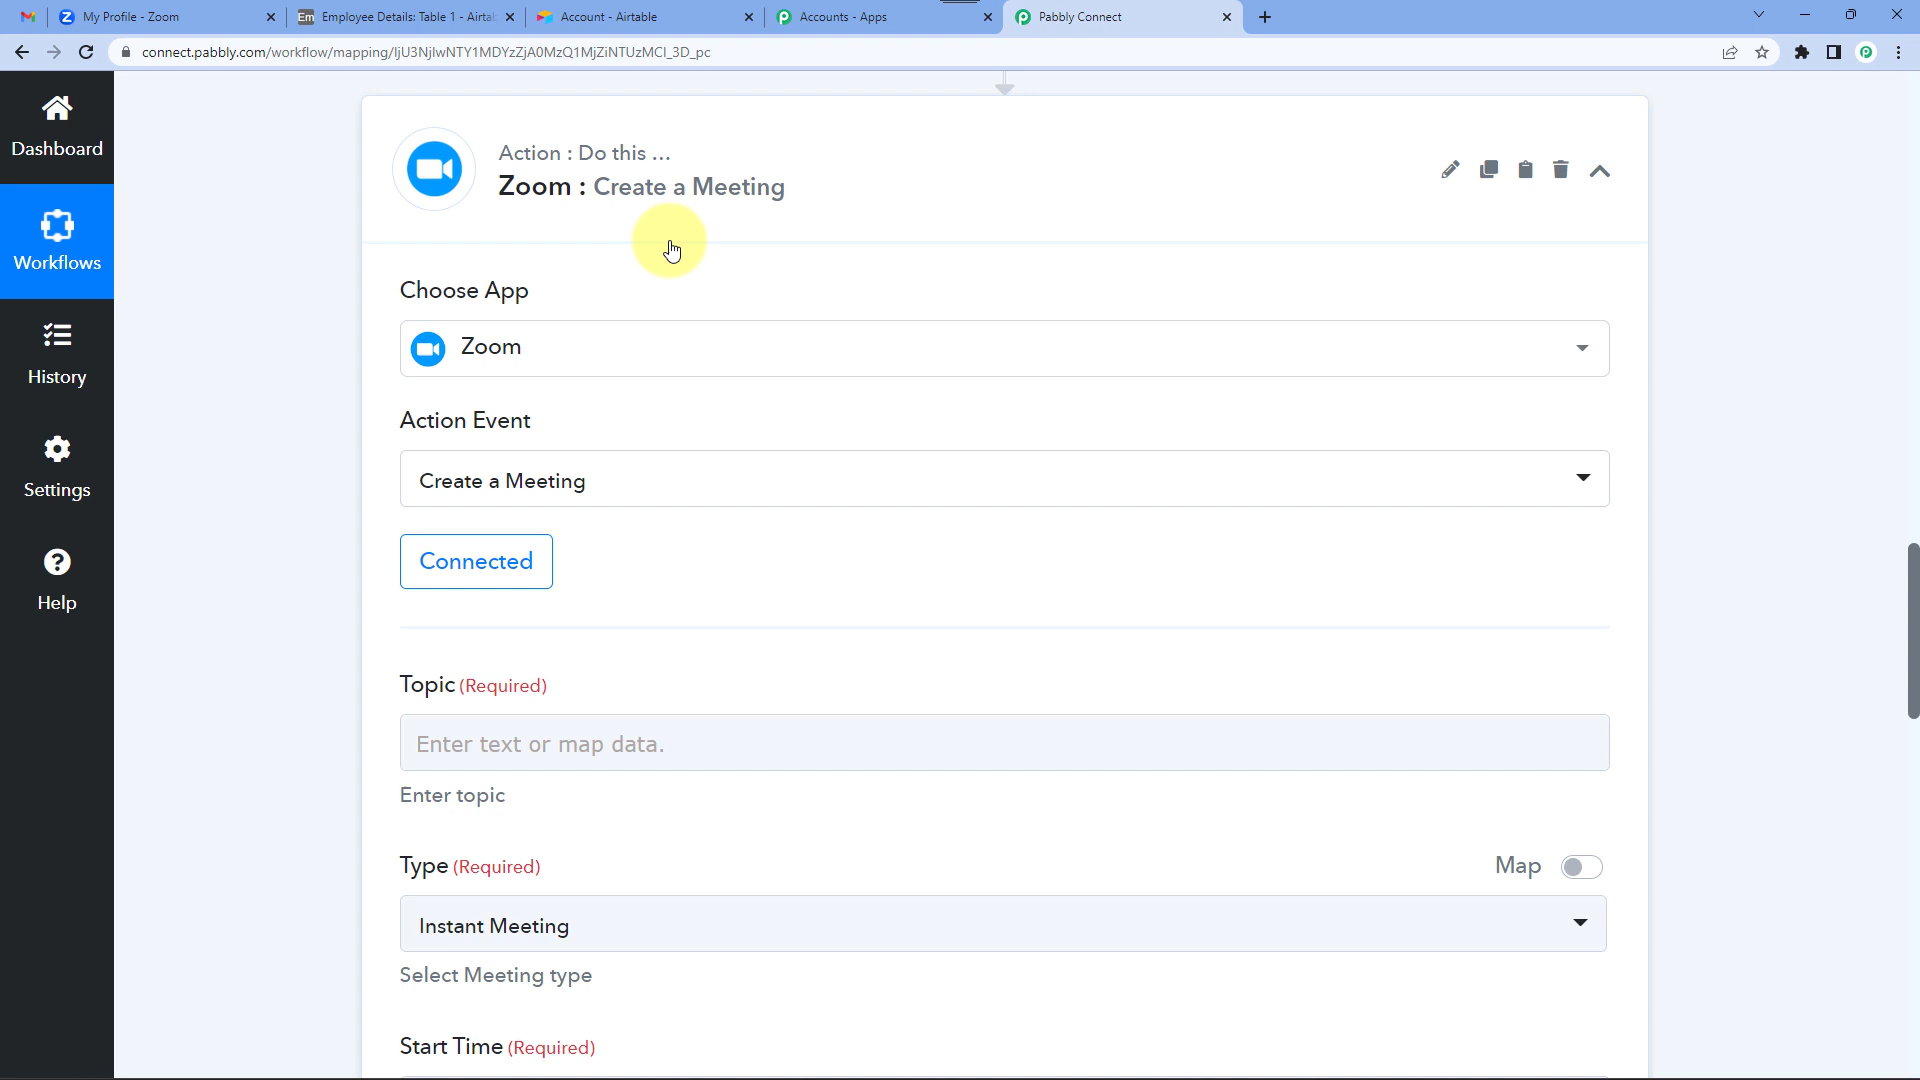 My Profile - Zoom
Em
Employee Details: Table 1 - Airtal
Account - Airtable
Accounts - Apps
Pabbly Connect
connect.pabbly.com/workflow/mapping/IjU3NjIwNTY1MDYzZjA0MzQ1MjZiNTUzMCI_3D_pc
Dashboard
Workflows
History
Settings
Help
Action : Do this ...
Zoom : Create a Meeting
Choose App
Zoom
Action Event
Create a Meeting
Connected
Topic (Required)
Enter text or map data.
Enter topic
Type (Required)
Map
Instant Meeting
Select Meeting type
Start Time (Required)